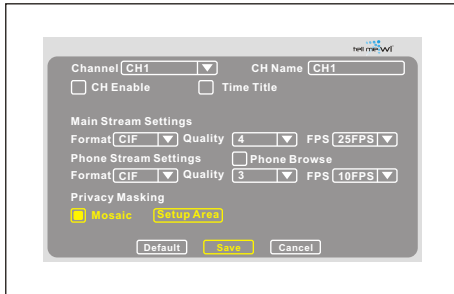 tell me Wi
Channel CH1 CH Name CH1
CH Enable Time Title
Main Stream Settings
Format CIF Quality 4 FPS 25FPS
Phone Stream Settings Phone Browse
Format CIF Quality 3 FPS 10FPS
Privacy Masking
Mosaic Setup Area
Default Save Cancel